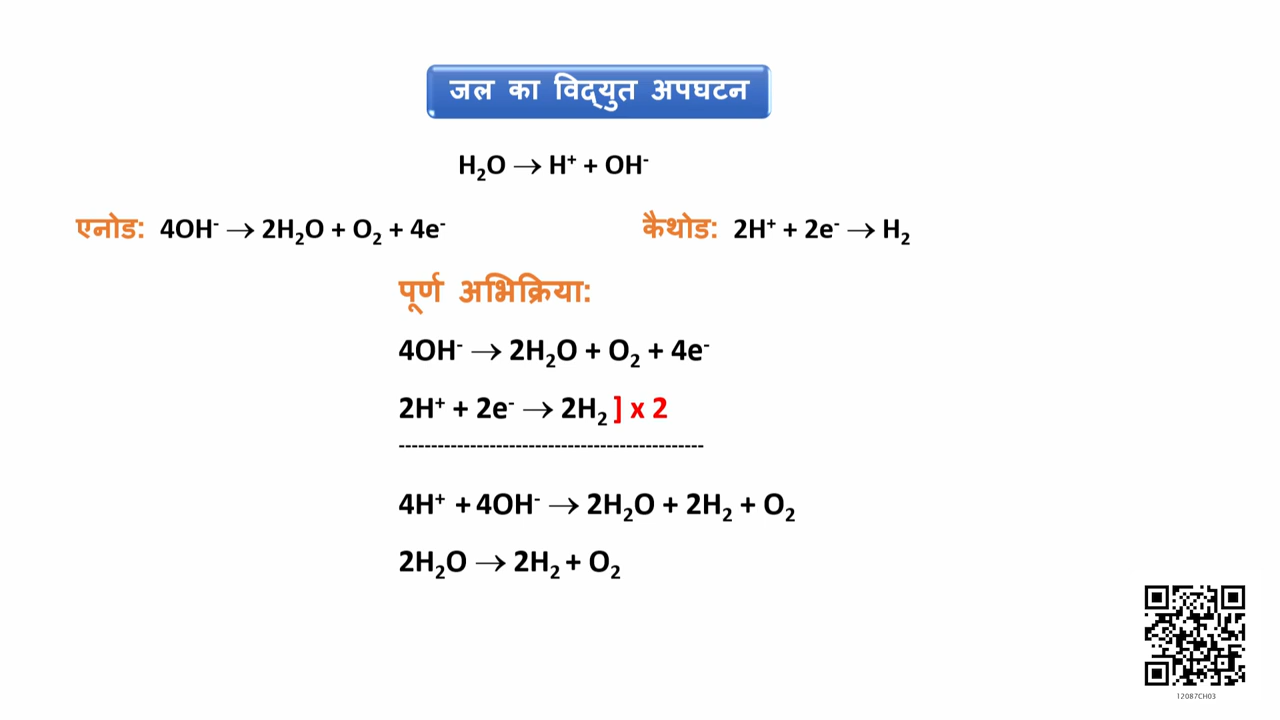 जल का विद्युत अपघटन
H₂O → H⁺ + OH⁻
एनोड: 4OH⁻ → 2H₂O + O₂ + 4e⁻ कैथोड: 2H⁺ + 2e⁻ → H₂
पूर्ण अभिक्रिया:
4OH⁻ → 2H₂O + O₂ + 4e⁻
2H⁺ + 2e⁻ → 2H₂ ] x 2
-----------------------------------------------
4H⁺ + 4OH⁻ → 2H₂O + 2H₂ + O₂
2H₂O → 2H₂ + O₂
12087CH03